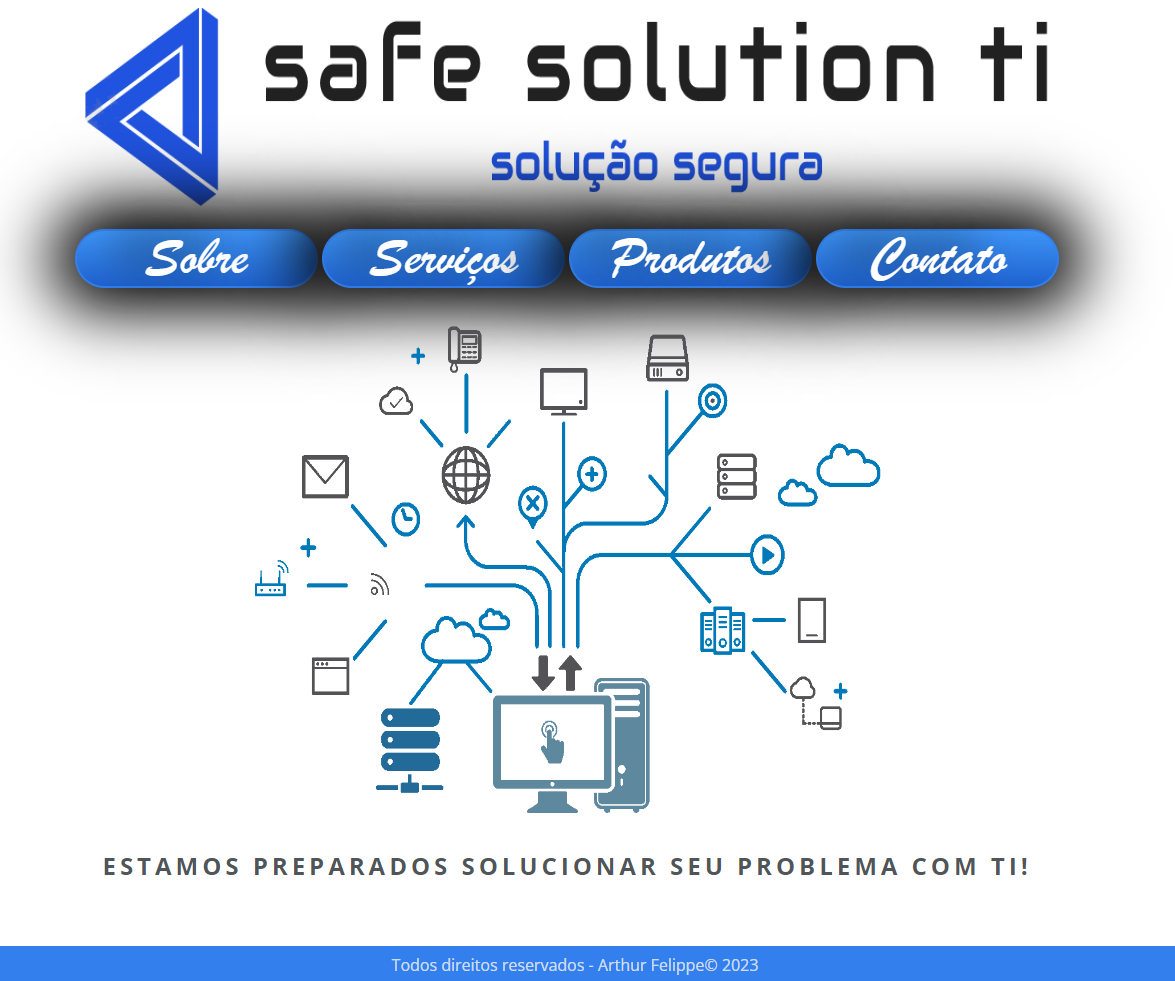 safe solution ti
solução segura
Sobre Serviços Produtos Contato
ESTAMOS PREPARADOS SOLUCIONAR SEU PROBLEMA COM TI!
Todos direitos reservados - Arthur Felippe© 2023